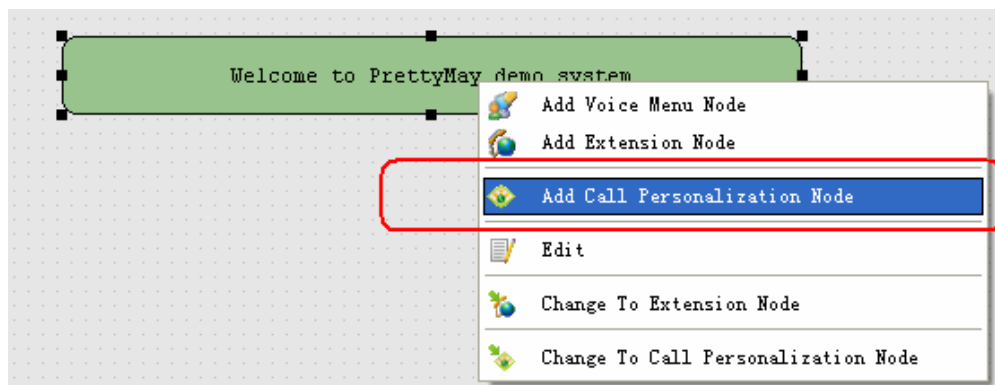 Welcome to PrettyMay demo system
Add Voice Menu Node
Add Extension Node
Add Call Personalization Node
Edit
Change To Extension Node
Change To Call Personalization Node